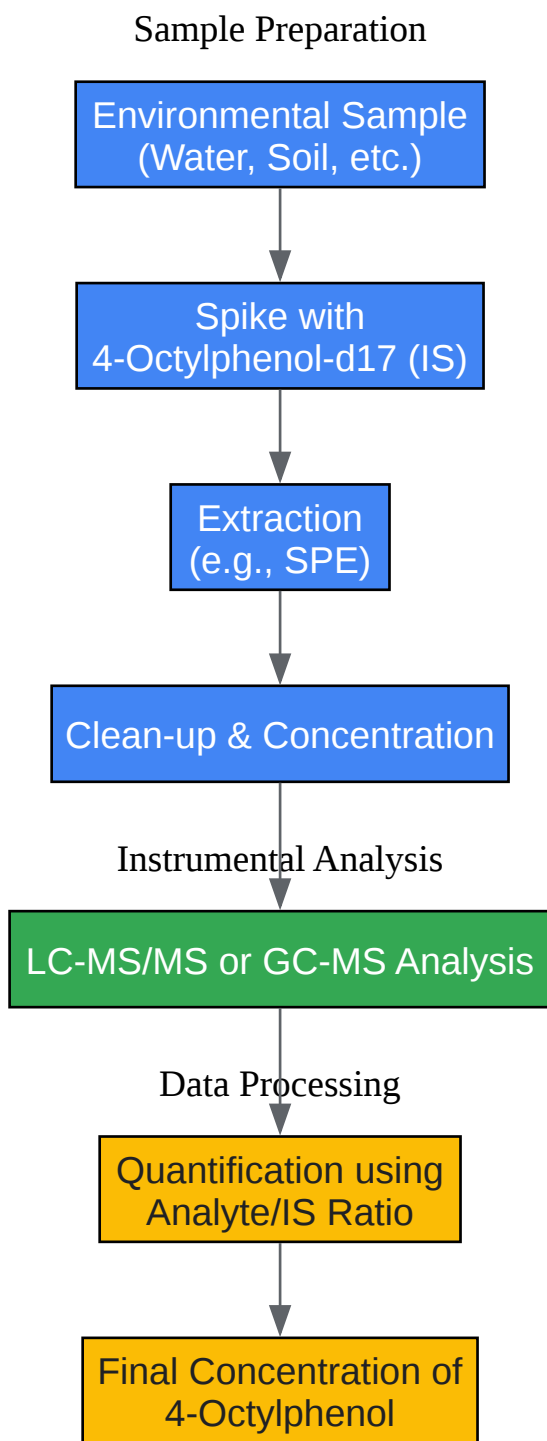 Sample Preparation
Environmental Sample
(Water, Soil, etc.)
Spike with
4-Octylphenol-d17 (IS)
Extraction
(e.g., SPE)
Clean-up & Concentration
Instrumental Analysis
LC-MS/MS or GC-MS Analysis
Data Processing
Quantification using
Analyte/IS Ratio
Final Concentration of
4-Octylphenol